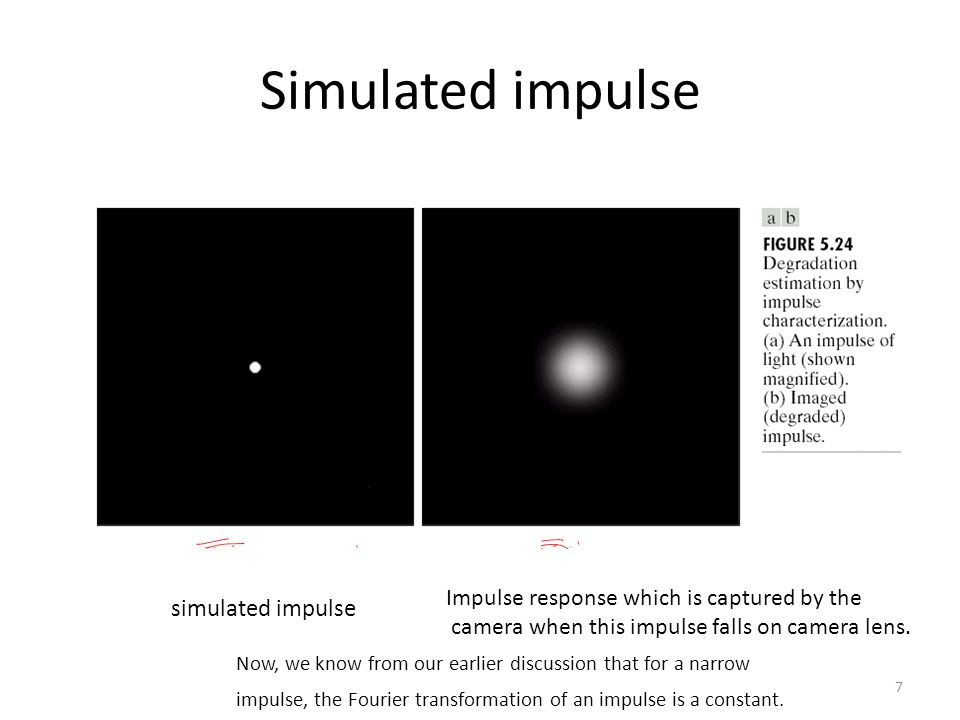 Simulated impulse
a b
FIGURE 5.24
Degradation
estimation by
impulse
characterization.
(a) An impulse of
light (shown
magnified).
(b) Imaged
(degraded)
impulse.
simulated impulse
Impulse response which is captured by the
camera when this impulse falls on camera lens.
Now, we know from our earlier discussion that for a narrow
impulse, the Fourier transformation of an impulse is a constant.
7